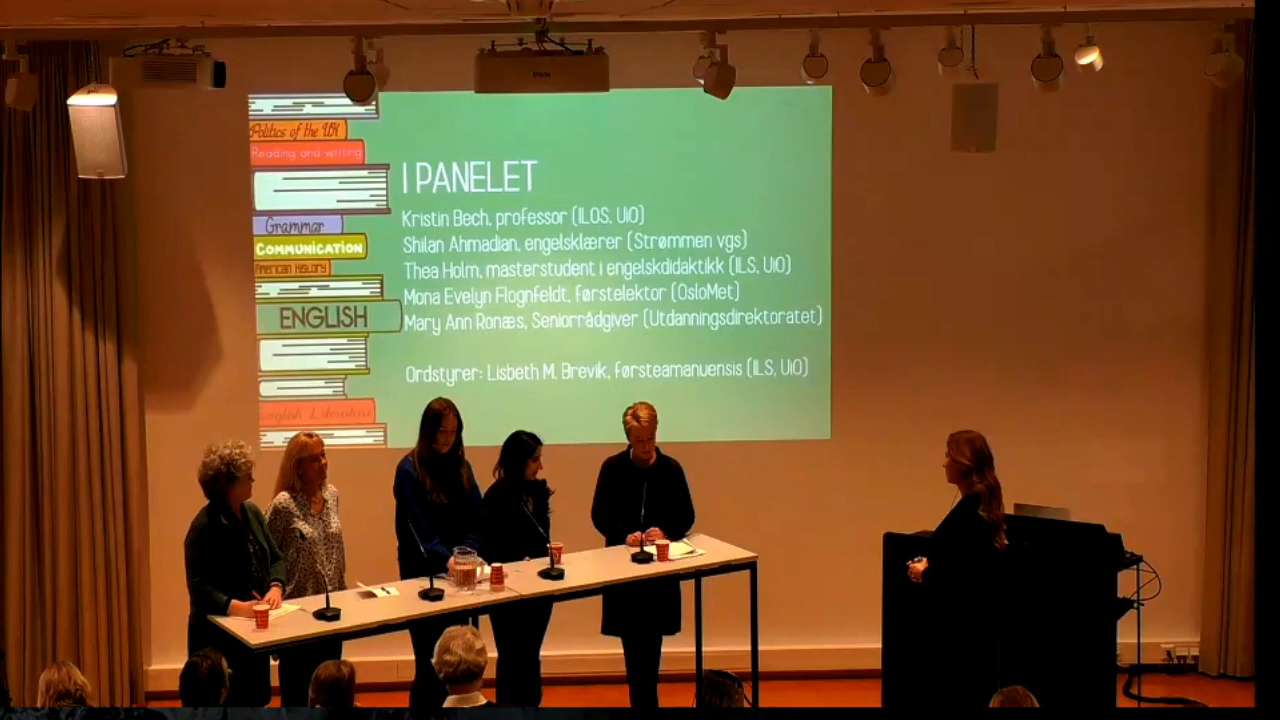 Politics of the UK
Reading and writing
Grammar
COMMUNICATION
American History
ENGLISH
English Literature
I PANELET
Kristin Bech, professor (ILOS, UiO)
Shilan Ahmadian, engelsklærer (Strømmen vgs)
Thea Holm, masterstudent i engelskdidaktikk (ILS, UiO)
Mona Evelyn Flognfeldt, førstelektor (OsloMet)
Mary Ann Ronæs, Seniorrådgiver (Utdanningsdirektoratet)
Ordstyrer: Lisbeth M. Brevik, førsteamanuensis (ILS, UiO)